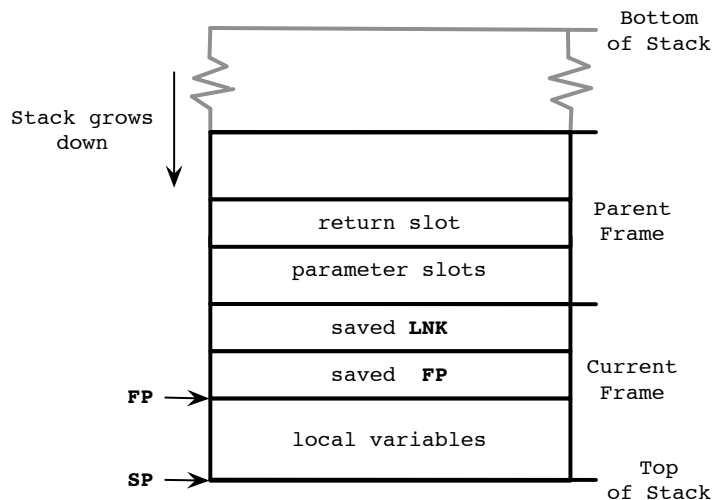 Bottom
of Stack
Stack grows
down
return slot
parameter slots
Parent
Frame
saved LNK
saved FP
Current
Frame
FP
local variables
SP
Top
of Stack